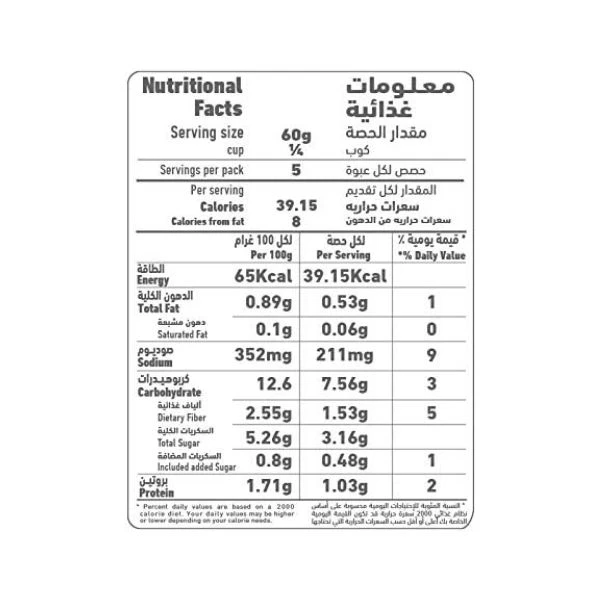 Nutritional Facts معلومات غذائية
Serving size 60g مقدار الحصة
cup ¼ كوب
Servings per pack 5 حصص لكل عبوة
Per serving المقدار لكل تقديم
Calories 39.15 سعرات حراريه
Calories from fat 8 سعرات حراريه من الدهون
لكل 100 غرام لكل حصة * قيمة يومية ٪
Per 100g Per Serving *% Daily Value
الطاقة
Energy 65Kcal 39.15Kcal
الدهون الكلية
Total Fat 0.89g 0.53g 1
دهون مشبعة
Saturated Fat 0.1g 0.06g 0
صوديوم
Sodium 352mg 211mg 9
كربوهيدرات
Carbohydrate 12.6 7.56g 3
ألياف غذائية
Dietary Fiber 2.55g 1.53g 5
السكريات الكلية
Total Sugar 5.26g 3.16g
السكريات المضافة
Included added Sugar 0.8g 0.48g 1
بروتين
Protein 1.71g 1.03g 2
* Percent daily values are based on a 2000
calorie diet. Your daily values may be higher
or lower depending on your calorie needs.
* النسبة المئوية للإحتياجات اليومية محسوبة على أساس
نظام غذائي 2000 سعرة حرارية قد تكون القيمة اليومية
الخاصة بك أعلى أو أقل حسب السعرات الحرارية التي تحتاجها